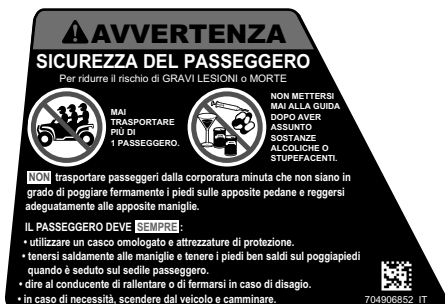 AVVERTENZA
SICUREZZA DEL PASSEGGERO
Per ridurre il rischio di GRAVI LESIONI o MORTE
MAI
TRASPORTARE
PIÙ DI
1 PASSEGGERO.
NON METTERSI
MAI ALLA GUIDA
DOPO AVER
ASSUNTO
SOSTANZE
ALCOLICHE O
STUPEFACENTI.
NON trasportare passeggeri dalla corporatura minuta che non siano in
grado di poggiare fermamente i piedi sulle apposite pedane e reggersi
adeguatamente alle apposite maniglie.
IL PASSEGGERO DEVE SEMPRE:
• utilizzare un casco omologato e attrezzature di protezione.
• tenersi saldamente alle maniglie e tenere i piedi ben saldi sul poggiapiedi
quando è seduto sul sedile passeggero.
• dire al conducente di rallentare o di fermarsi in caso di disagio.
• in caso di necessità, scendere dal veicolo e camminare.
704906852_IT